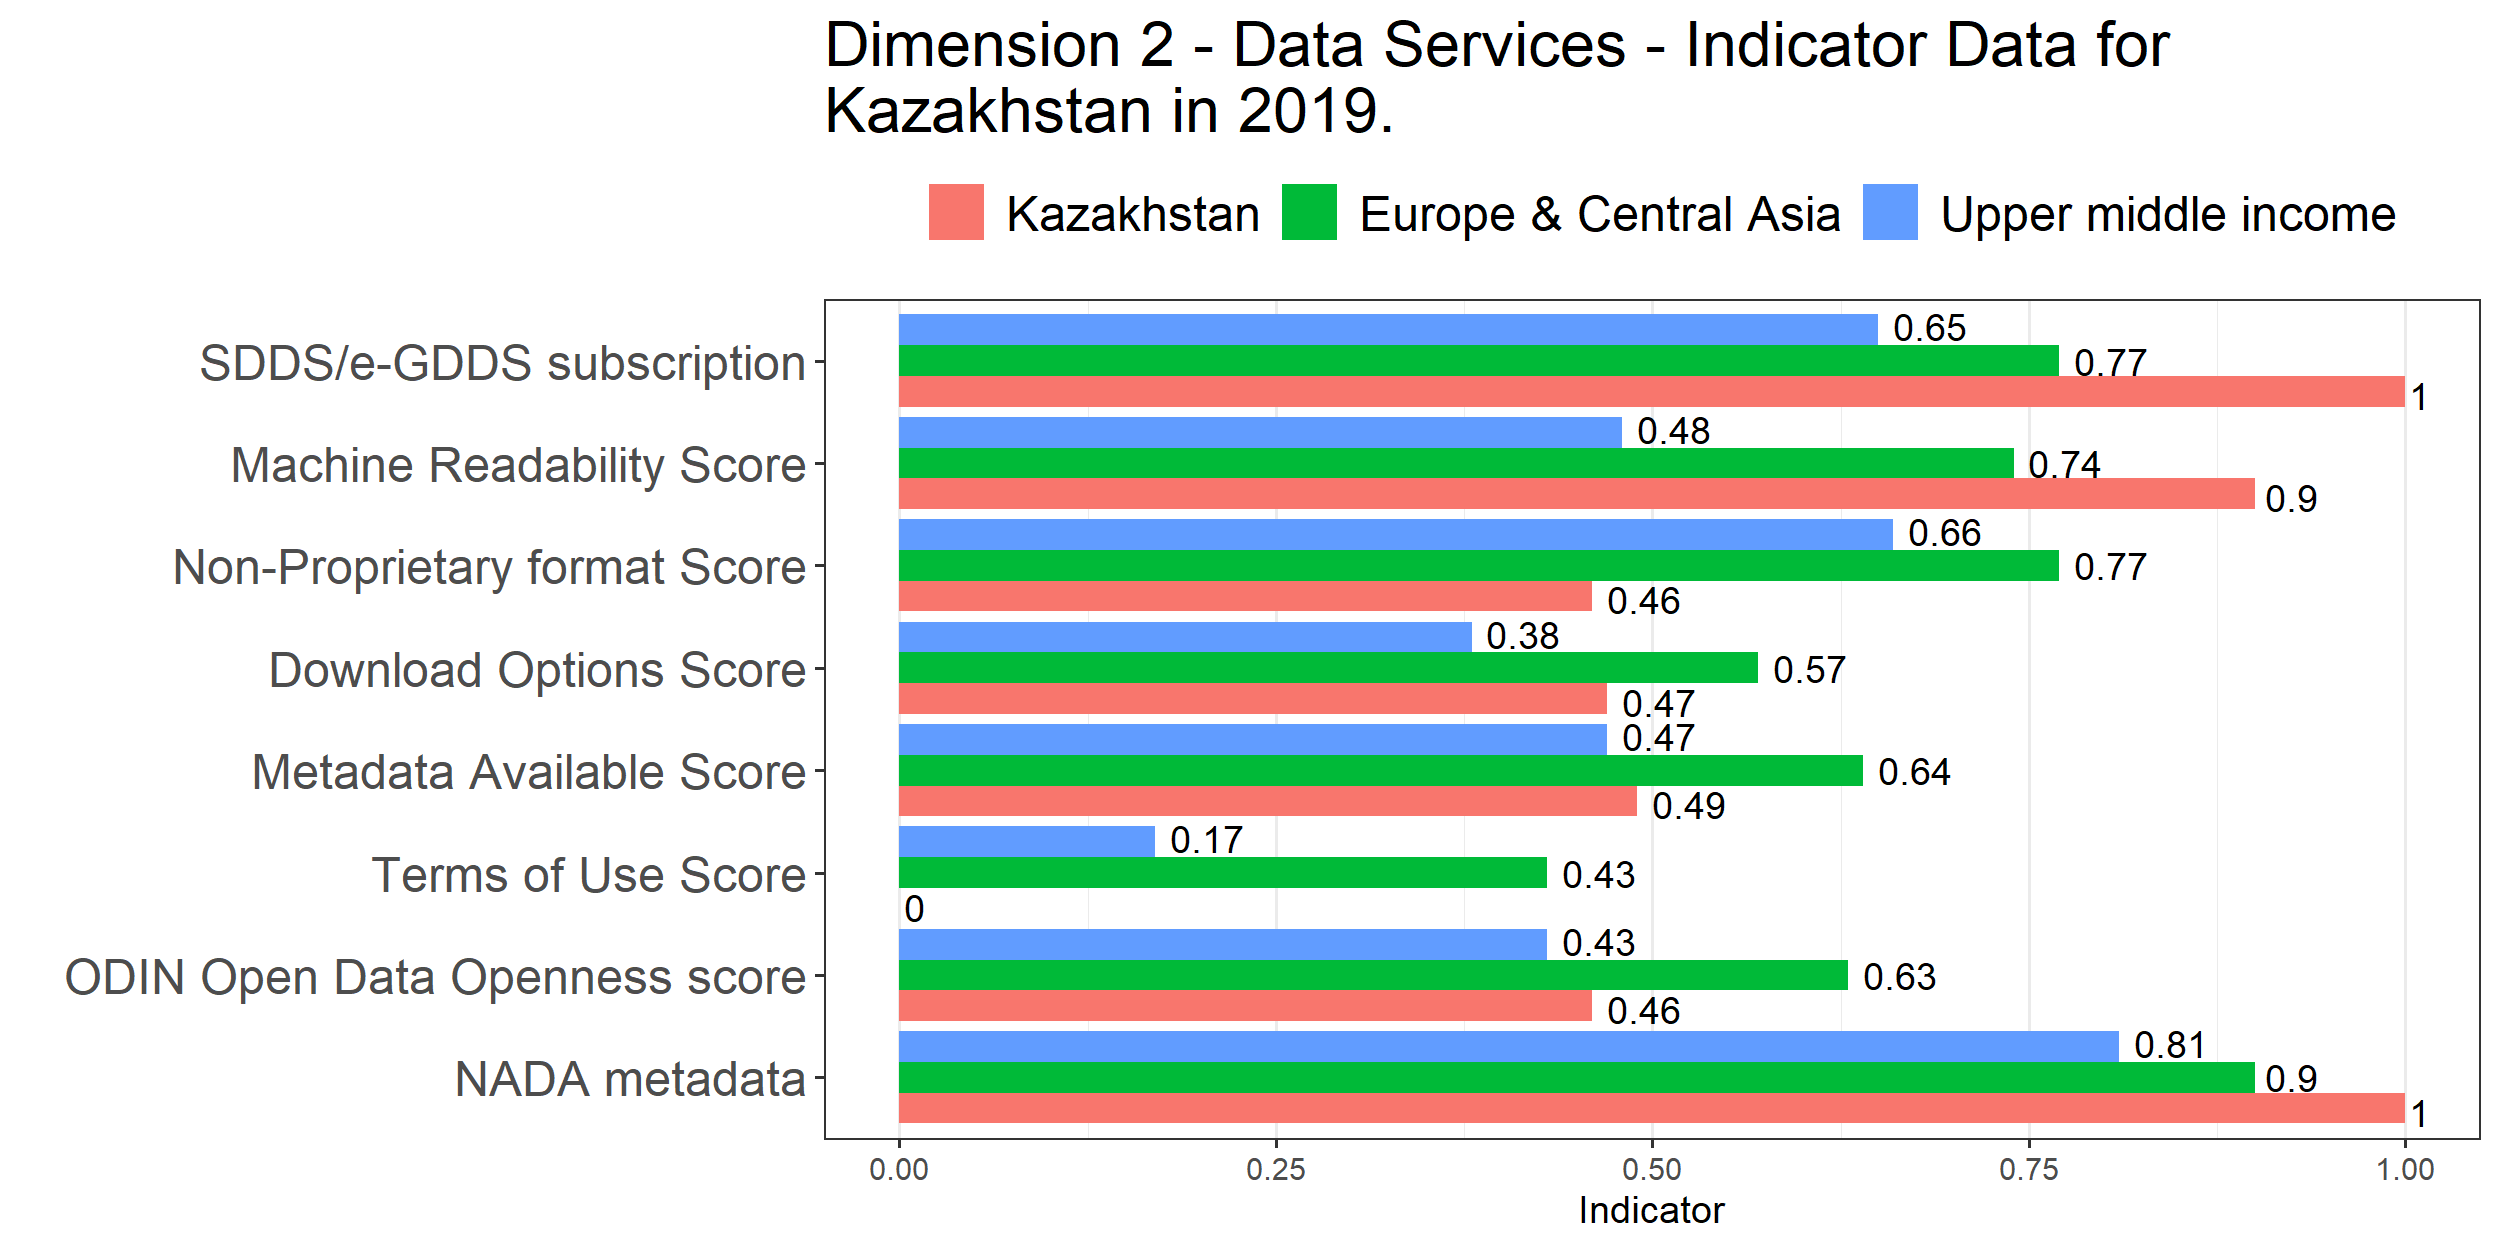 Dimension 2 - Data Services - Indicator Data for
Kazakhstan in 2019.
Kazakhstan Europe & Central Asia Upper middle income
SDDS/e-GDDS subscription
0.65
0.77
1
Machine Readability Score
0.48
0.74
0.9
Non-Proprietary format Score
0.66
0.77
0.46
Download Options Score
0.38
0.57
0.47
Metadata Available Score
0.47
0.64
0.49
Terms of Use Score
0.17
0.43
0
ODIN Open Data Openness score
0.43
0.63
0.46
NADA metadata
0.81
0.9
1
0.00 0.25 0.50 0.75 1.00
Indicator